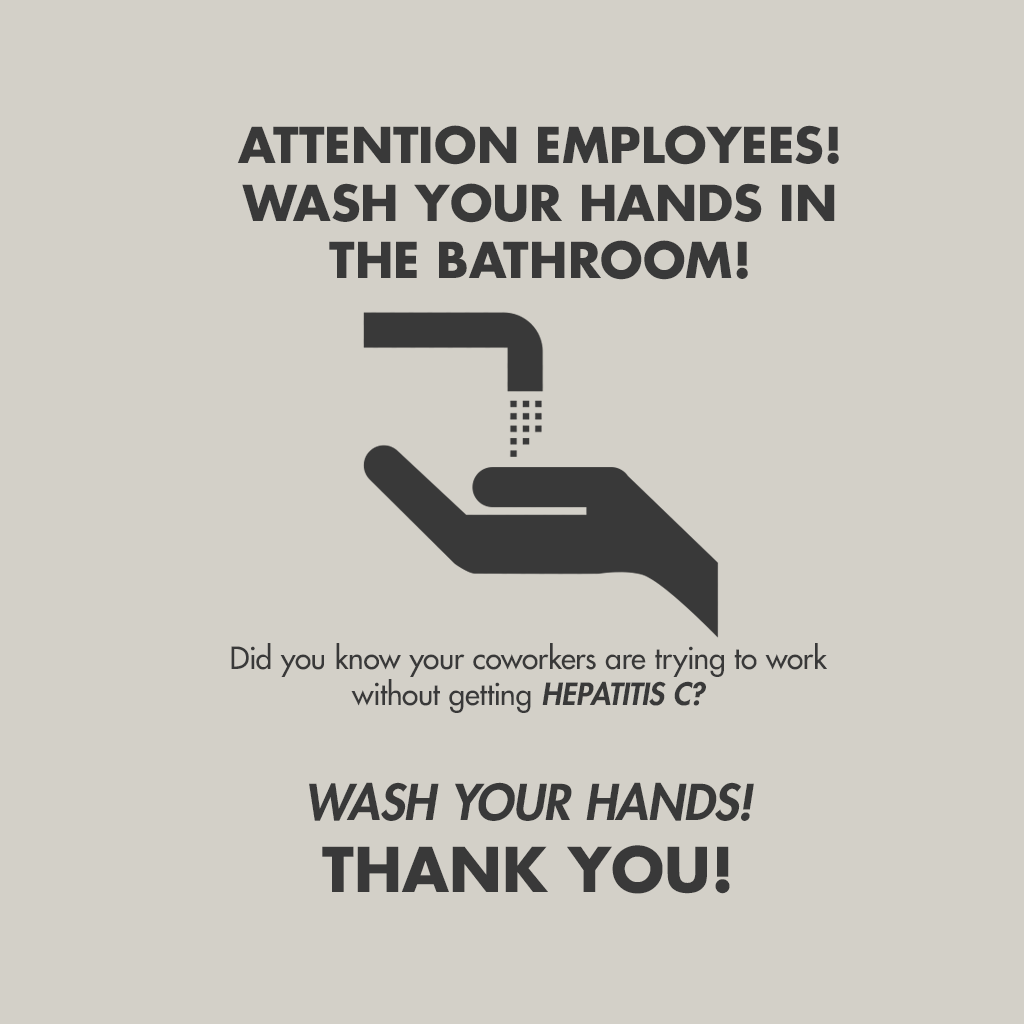 ATTENTION EMPLOYEES!
WASH YOUR HANDS IN
THE BATHROOM!
Did you know your coworkers are trying to work
without getting HEPATITIS C?
WASH YOUR HANDS!
THANK YOU!